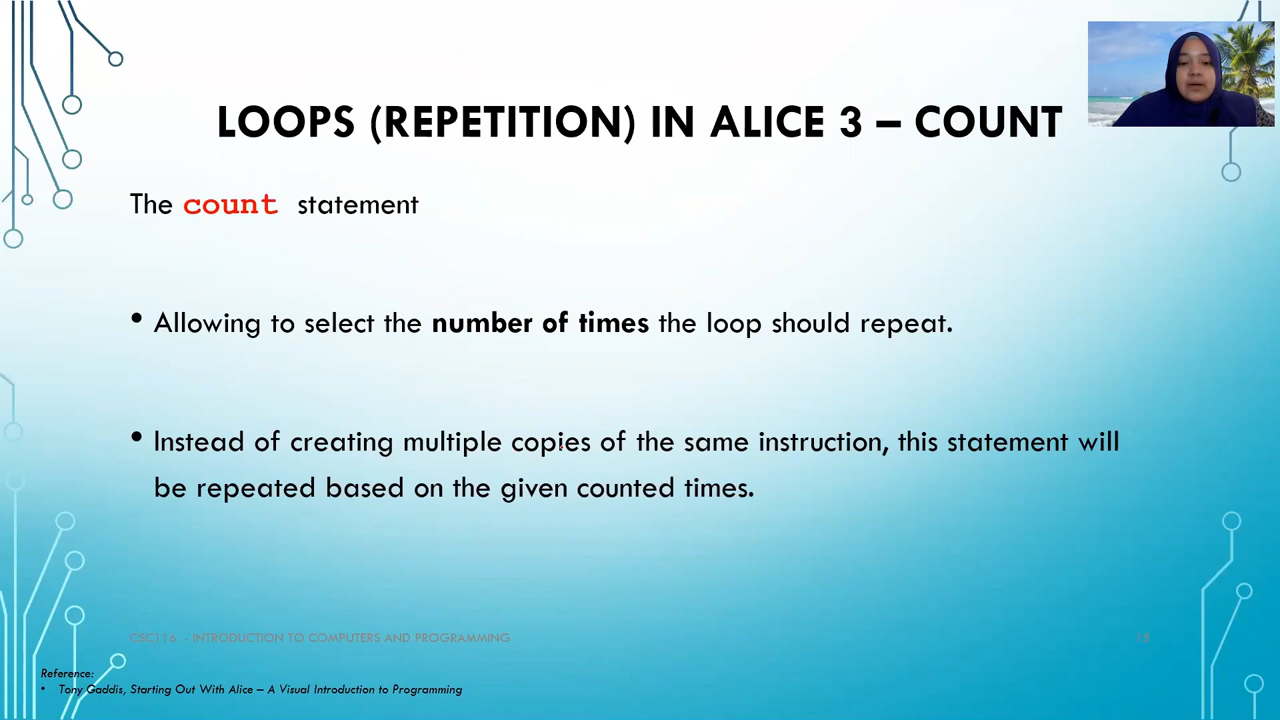 LOOPS (REPETITION) IN ALICE 3 – COUNT
The count statement
• Allowing to select the number of times the loop should repeat.
• Instead of creating multiple copies of the same instruction, this statement will
be repeated based on the given counted times.
CSC116 - INTRODUCTION TO COMPUTERS AND PROGRAMMING
15
Reference:
• Tony Gaddis, Starting Out With Alice – A Visual Introduction to Programming